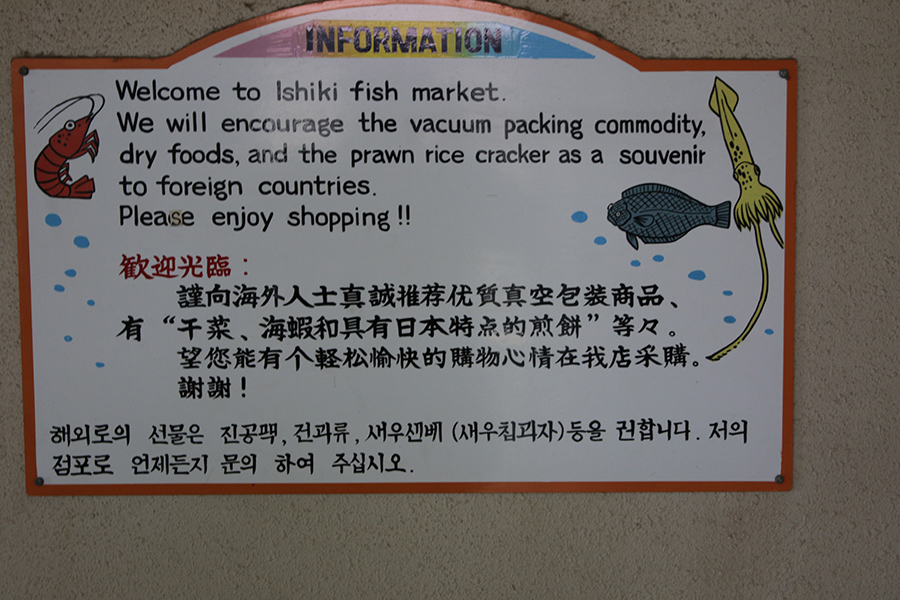 INFORMATION
Welcome to Ishiki fish market.
We will encourage the vacuum packing commodity,
dry foods, and the prawn rice cracker as a souvenir
to foreign countries.
Please enjoy shopping!!
歓迎光臨：
謹向海外人士真誠推荐优質真空包装商品、
有“干菜、海蝦和具有日本特点的煎餅”等々。
望您能有个軽松愉快的購物心情在我店采購。
謝謝！
해외로의 선물은 진공팩, 건과류, 새우센베 (새우칩과자)등을 권합니다. 저의
점포로 언제든지 문의 하여 주십시오.